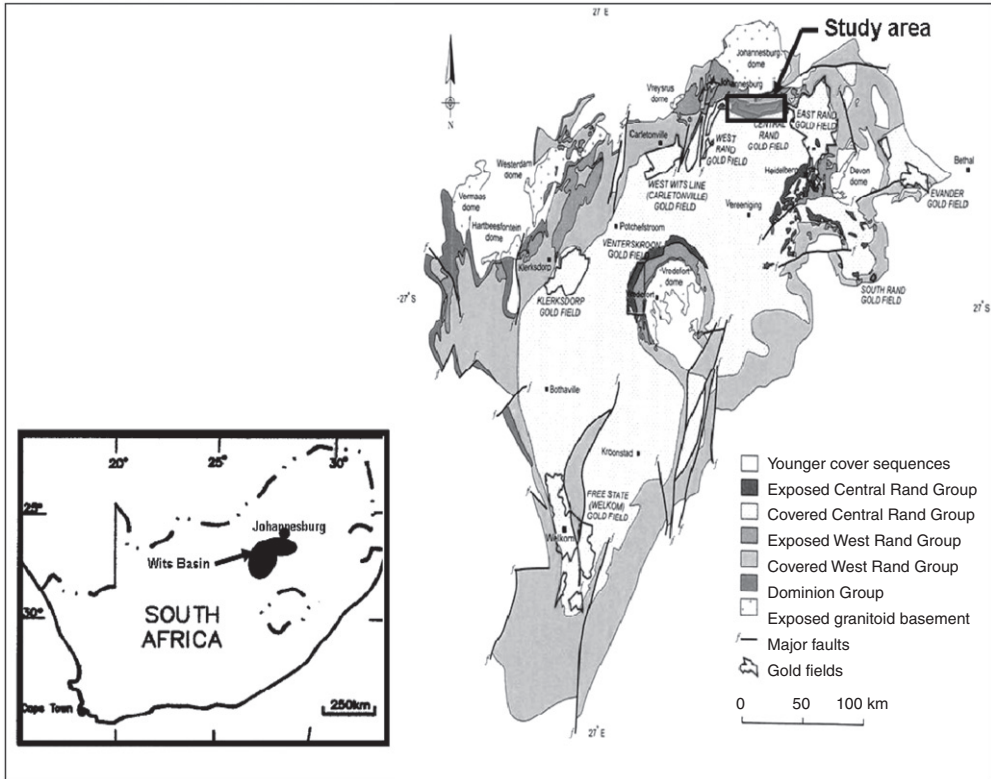 27 E
Study area
Johannesburg
dome
Johannesburg
Vreysrus
dome
N
Carletonville
EAST RAND
GOLD FIELD
CENTRAL
RAND
GOLD FIELD
WEST
RAND
GOLD FIELD
Westerdam
dome
WEST WITS LINE
(CARLETONVILLE)
GOLD FIELD
Heidelberg
Devon
dome
Bethal
EVANDER
GOLD FIELD
Vermaas
dome
Hartbeesfontein
dome
Vereeniging
Potchefstroom
VENTERSKROON
GOLD FIELD
Klerksdorp
Vredefort
dome
KLERKSDORP
GOLD FIELD
SOUTH RAND
GOLD FIELD
-27° S
27° S
Bothaville
Kroonstad
FREE STATE
(WELKOM)
GOLD FIELD
Welkom
27° E
20°
25°
30°
25°
Johannesburg
Wits Basin
30°
SOUTH
AFRICA
Cape Town
250km
Younger cover sequences
Exposed Central Rand Group
Covered Central Rand Group
Exposed West Rand Group
Covered West Rand Group
Dominion Group
Exposed granitoid basement
f Major faults
Gold fields
0 50 100 km